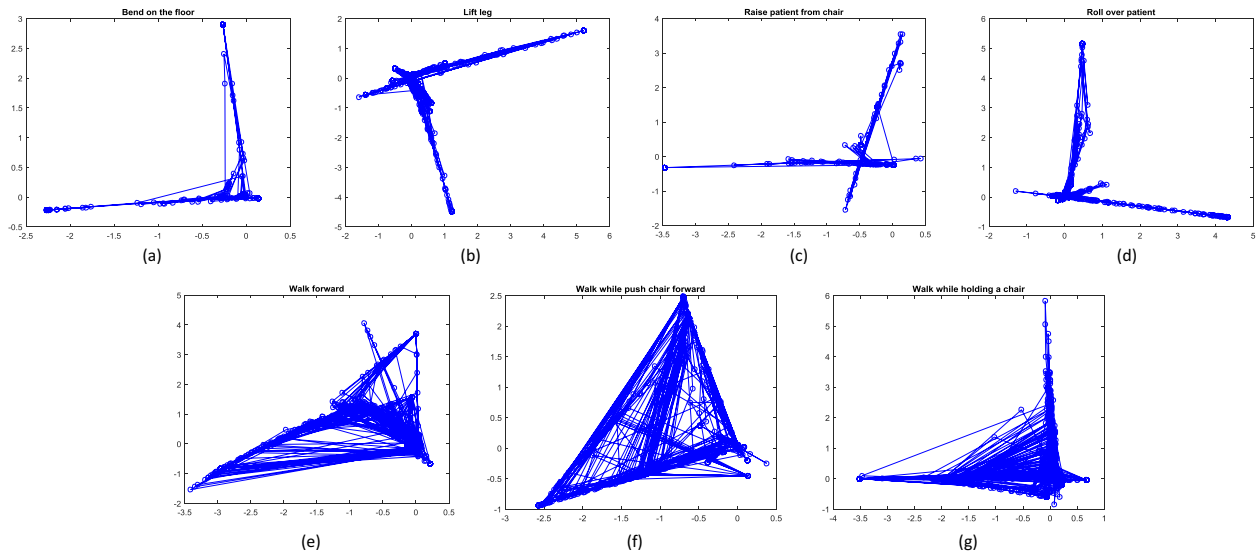 Bend on the floor
3
2.5
2
1.5
1
0.5
0
-0.5
-2.5 -2 -1.5 -1 -0.5 0 0.5
(a)
Lift leg
2
1
0
-1
-2
-3
-4
-5
-2 -1 0 1 2 3 4 5 6
(b)
Raise patient from chair
4
3
2
1
0
-1
-2
-3.5 -3 -2.5 -2 -1.5 -1 -0.5 0 0.5
(c)
Roll over patient
6
5
4
3
2
1
0
-1
-2 -1 0 1 2 3 4 5
(d)
Walk forward
5
4
3
2
1
0
-1
-2
-3.5 -3 -2.5 -2 -1.5 -1 -0.5 0 0.5
(e)
Walk while push chair forward
2.5
2
1.5
1
0.5
0
-0.5
-1
-3 -2.5 -2 -1.5 -1 -0.5 0 0.5
(f)
Walk while holding a chair
6
5
4
3
2
1
0
-1
-4 -3.5 -3 -2.5 -2 -1.5 -1 -0.5 0 0.5 1
(g)